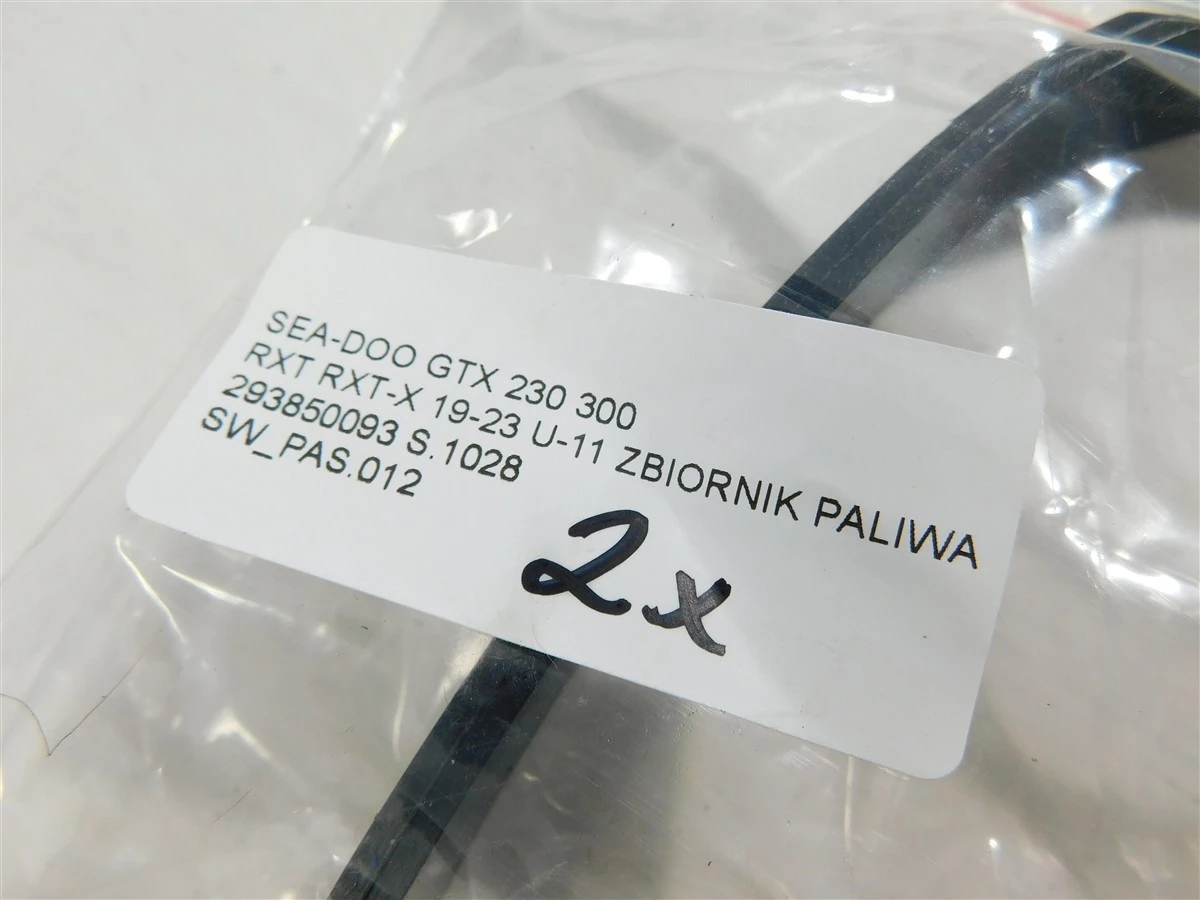 SEA-DOO GTX 230 300
RXT RXT-X 19-23 U-11 ZBIORNIK PALIWA
293850093 S.1028
SW_PAS.012
2x